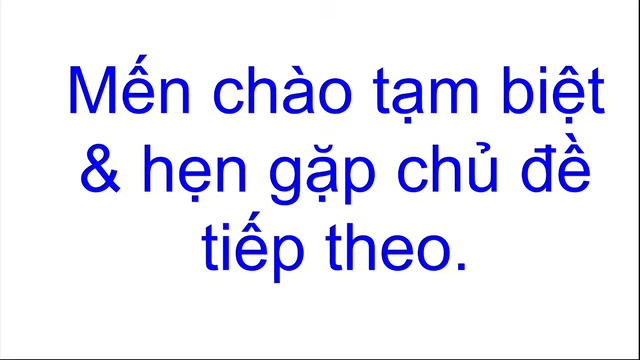 Mến chào tạm biệt
& hẹn gặp chủ đề
tiếp theo.